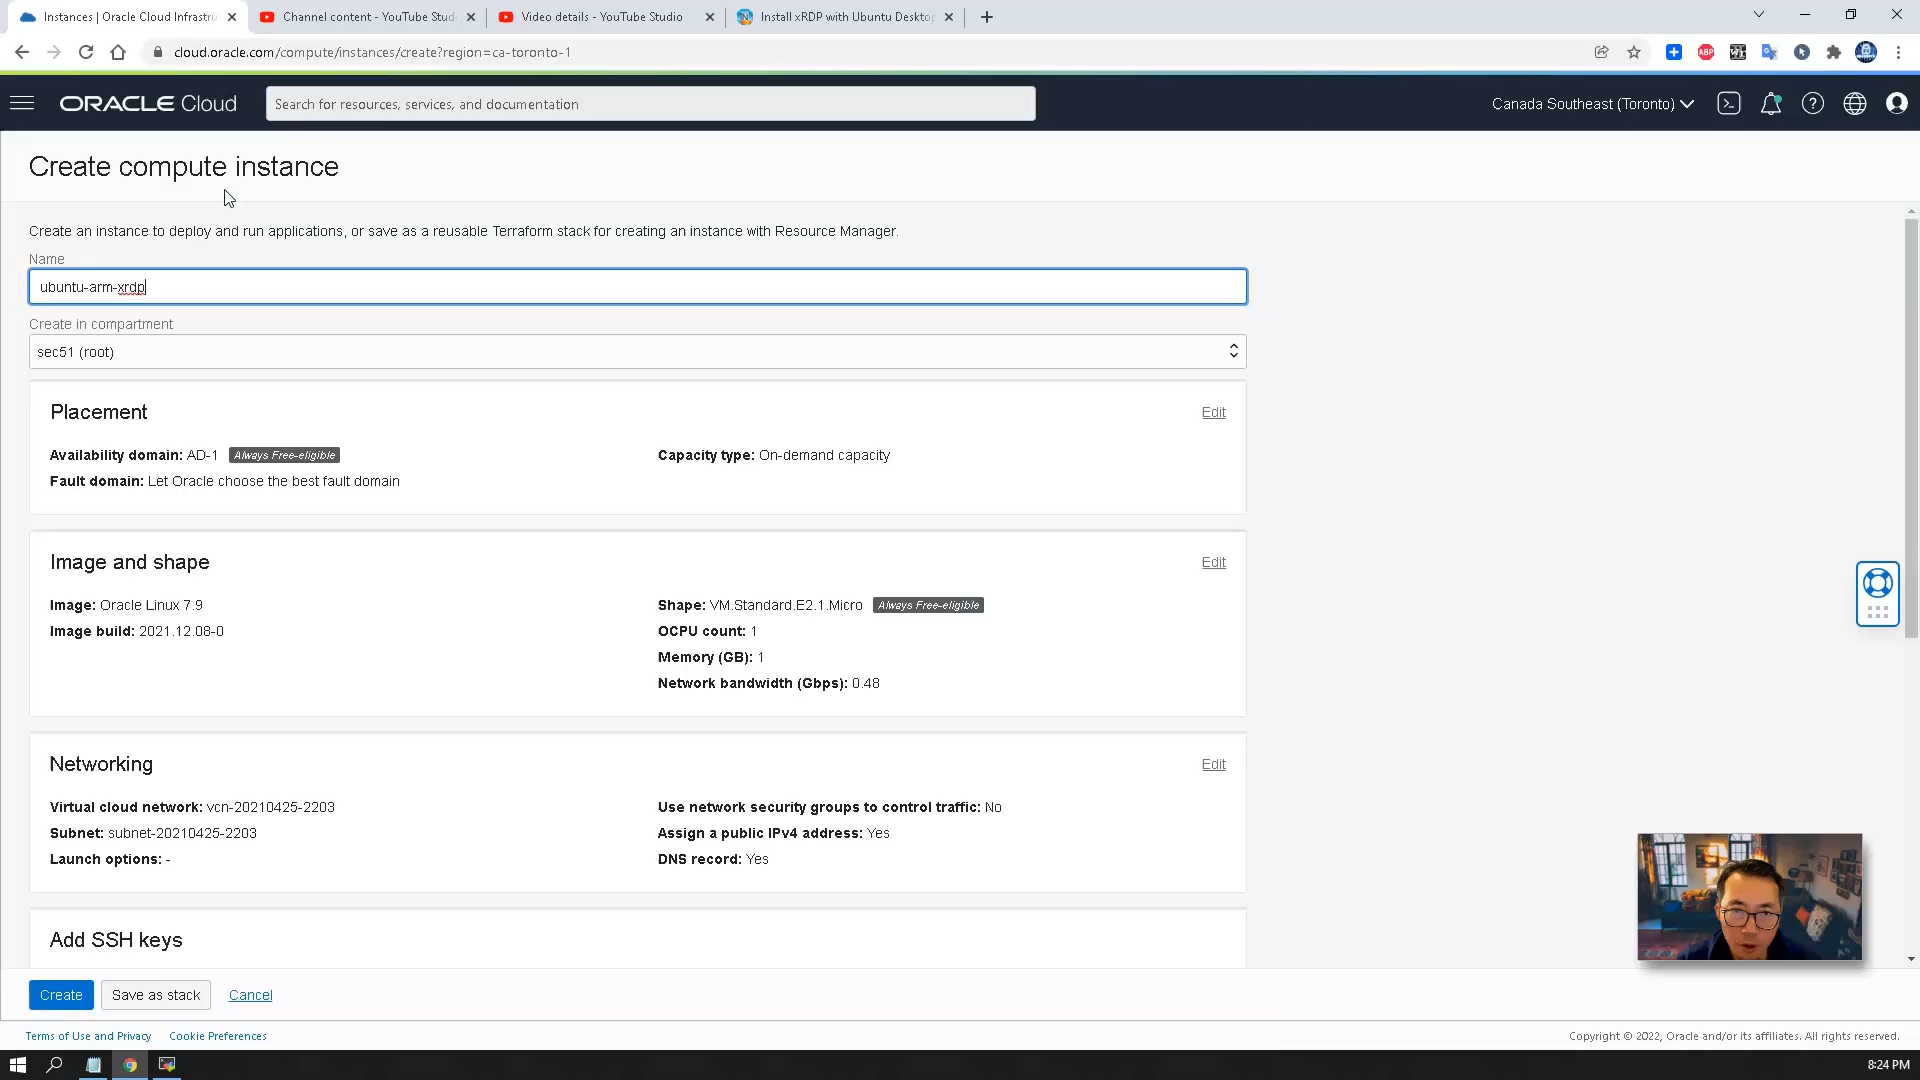 Instances | Oracle Cloud Infrastru
Channel content - YouTube Studi
Video details - YouTube Studio
Install xRDP with Ubuntu Desktop
cloud.oracle.com/compute/instances/create?region=ca-toronto-1
ABP
ORACLE Cloud
Search for resources, services, and documentation
Canada Southeast (Toronto)
Create compute instance
Create an instance to deploy and run applications, or save as a reusable Terraform stack for creating an instance with Resource Manager.
Name
ubuntu-arm-xrdp
Create in compartment
sec51 (root)
Placement
Edit
Availability domain: AD-1 Always Free-eligible
Capacity type: On-demand capacity
Fault domain: Let Oracle choose the best fault domain
Image and shape
Edit
Image: Oracle Linux 7.9
Shape: VM.Standard.E2.1.Micro Always Free-eligible
Image build: 2021.12.08-0
OCPU count: 1
Memory (GB): 1
Network bandwidth (Gbps): 0.48
Networking
Edit
Virtual cloud network: vcn-20210425-2203
Use network security groups to control traffic: No
Subnet: subnet-20210425-2203
Assign a public IPv4 address: Yes
Launch options: -
DNS record: Yes
Add SSH keys
Create
Save as stack
Cancel
Terms of Use and Privacy
Cookie Preferences
Copyright © 2022, Oracle and/or its affiliates. All rights reserved.
8:24 PM